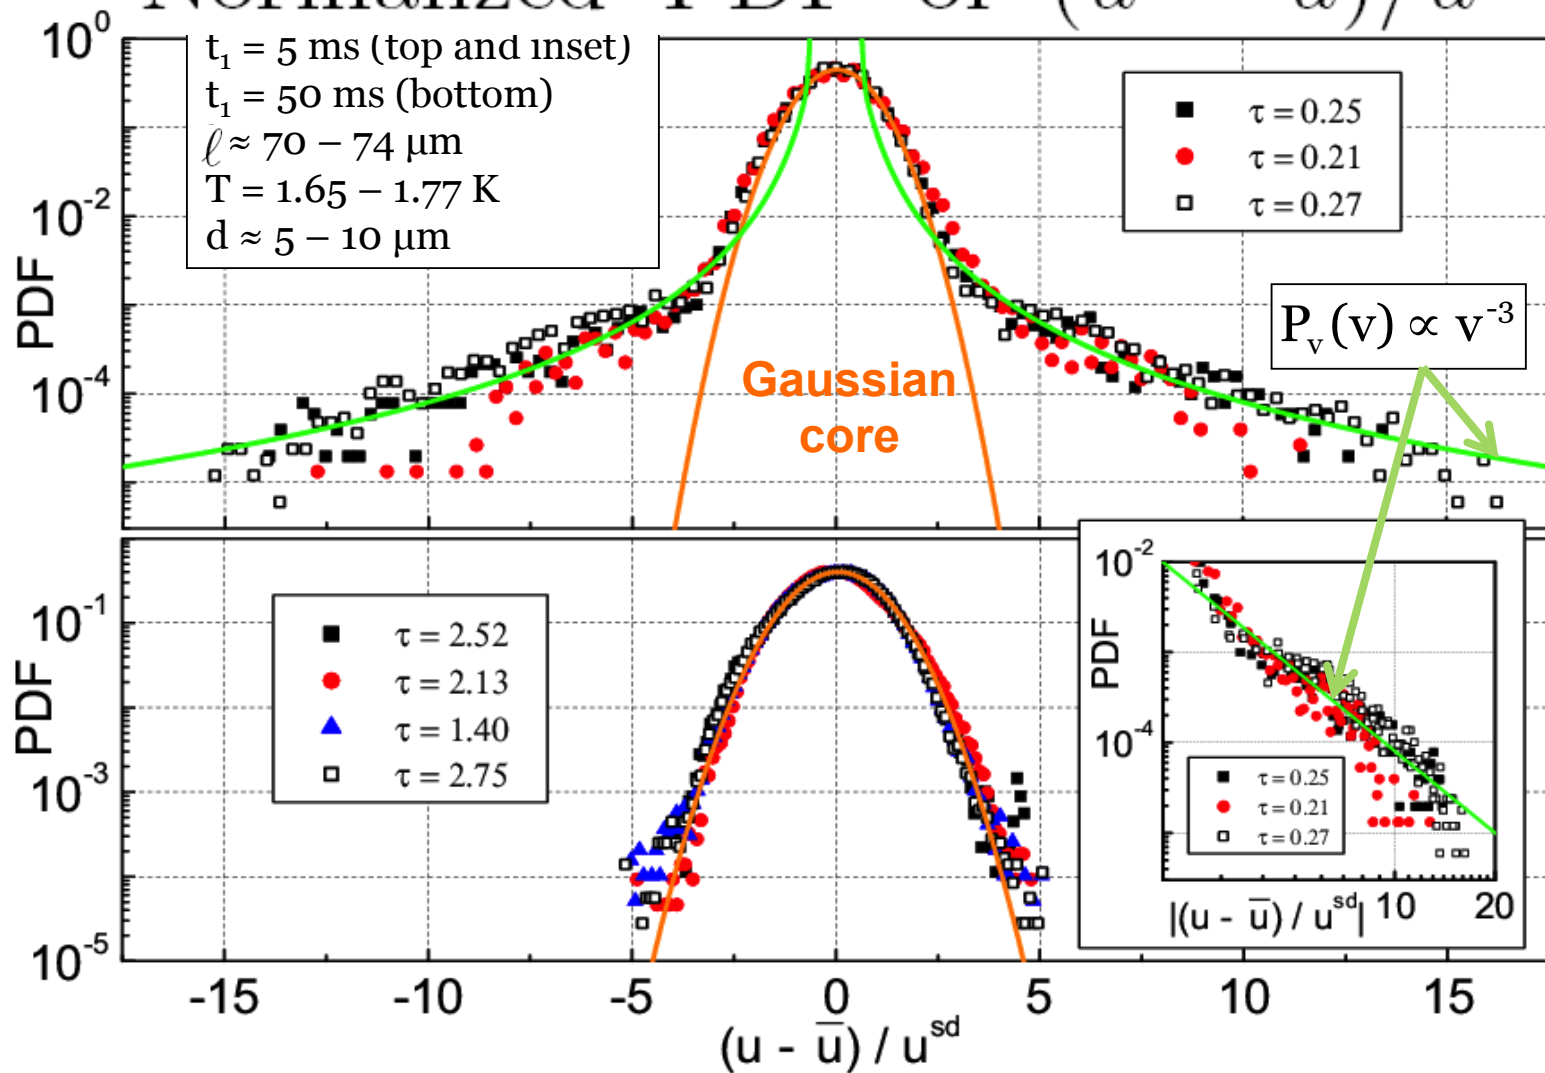 t₁ = 5 ms (top and inset)
t₁ = 50 ms (bottom)
ℓ ≈ 70 – 74 µm
T = 1.65 – 1.77 K
d ≈ 5 – 10 µm
10⁰
10⁻²
10⁻⁴
PDF
τ = 0.25
τ = 0.21
τ = 0.27
Pᵥ(v) ∝ v⁻³
Gaussian
core
10⁻¹
10⁻³
10⁻⁵
PDF
τ = 2.52
τ = 2.13
τ = 1.40
τ = 2.75
10⁻²
10⁻⁴
PDF
τ = 0.25
τ = 0.21
τ = 0.27
|(u - u̅) / uˢᵈ| 10 20
-15 -10 -5 0 5 10 15
(u - u̅) / uˢᵈ